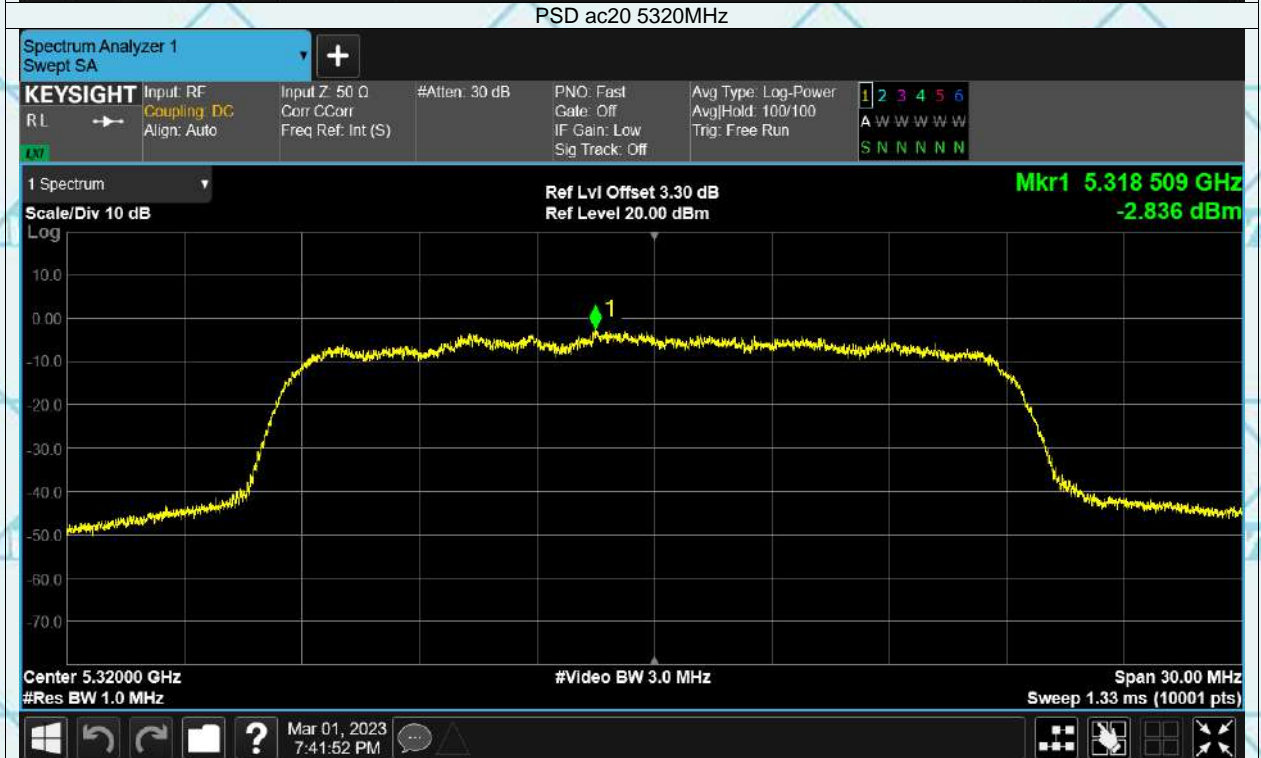 PSD ac20 5320MHz
Spectrum Analyzer 1
Swept SA
KEYSIGHT
RL
LXI
Input: RF
Coupling: DC
Align: Auto
Input Z: 50 Ω
Corr CCorr
Freq Ref: Int (S)
#Atten: 30 dB
PNO: Fast
Gate: Off
IF Gain: Low
Sig Track: Off
Avg Type: Log-Power
Avg|Hold: 100/100
Trig: Free Run
1 2 3 4 5 6
A W W W W W
S N N N N N
1 Spectrum
Scale/Div 10 dB
Ref Lvl Offset 3.30 dB
Ref Level 20.00 dBm
Mkr1 5.318 509 GHz
-2.836 dBm
Log
10.0
0.00
-10.0
-20.0
-30.0
-40.0
-50.0
-60.0
-70.0
1
Center 5.32000 GHz
#Res BW 1.0 MHz
#Video BW 3.0 MHz
Span 30.00 MHz
Sweep 1.33 ms (10001 pts)
?
Mar 01, 2023
7:41:52 PM